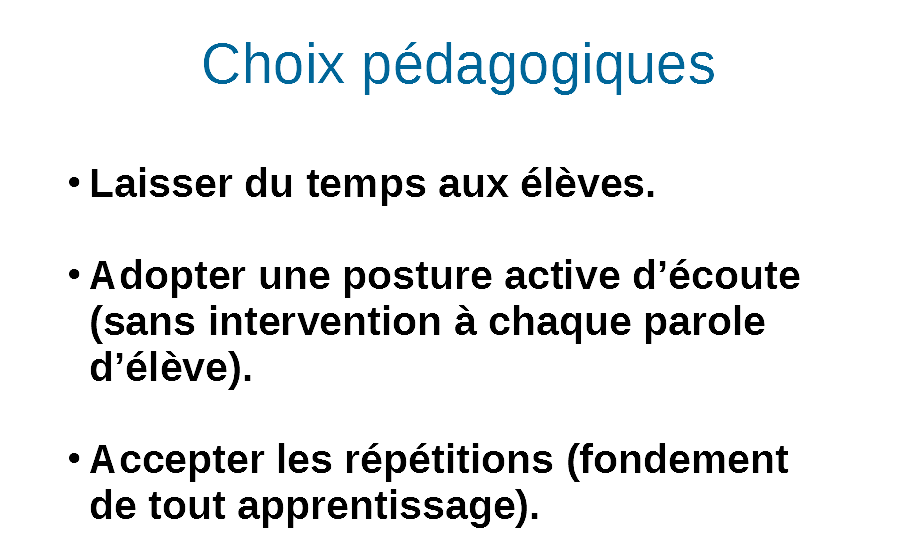 Choix pédagogiques
• Laisser du temps aux élèves.
• Adopter une posture active d’écoute
(sans intervention à chaque parole
d’élève).
• Accepter les répétitions (fondement
de tout apprentissage).